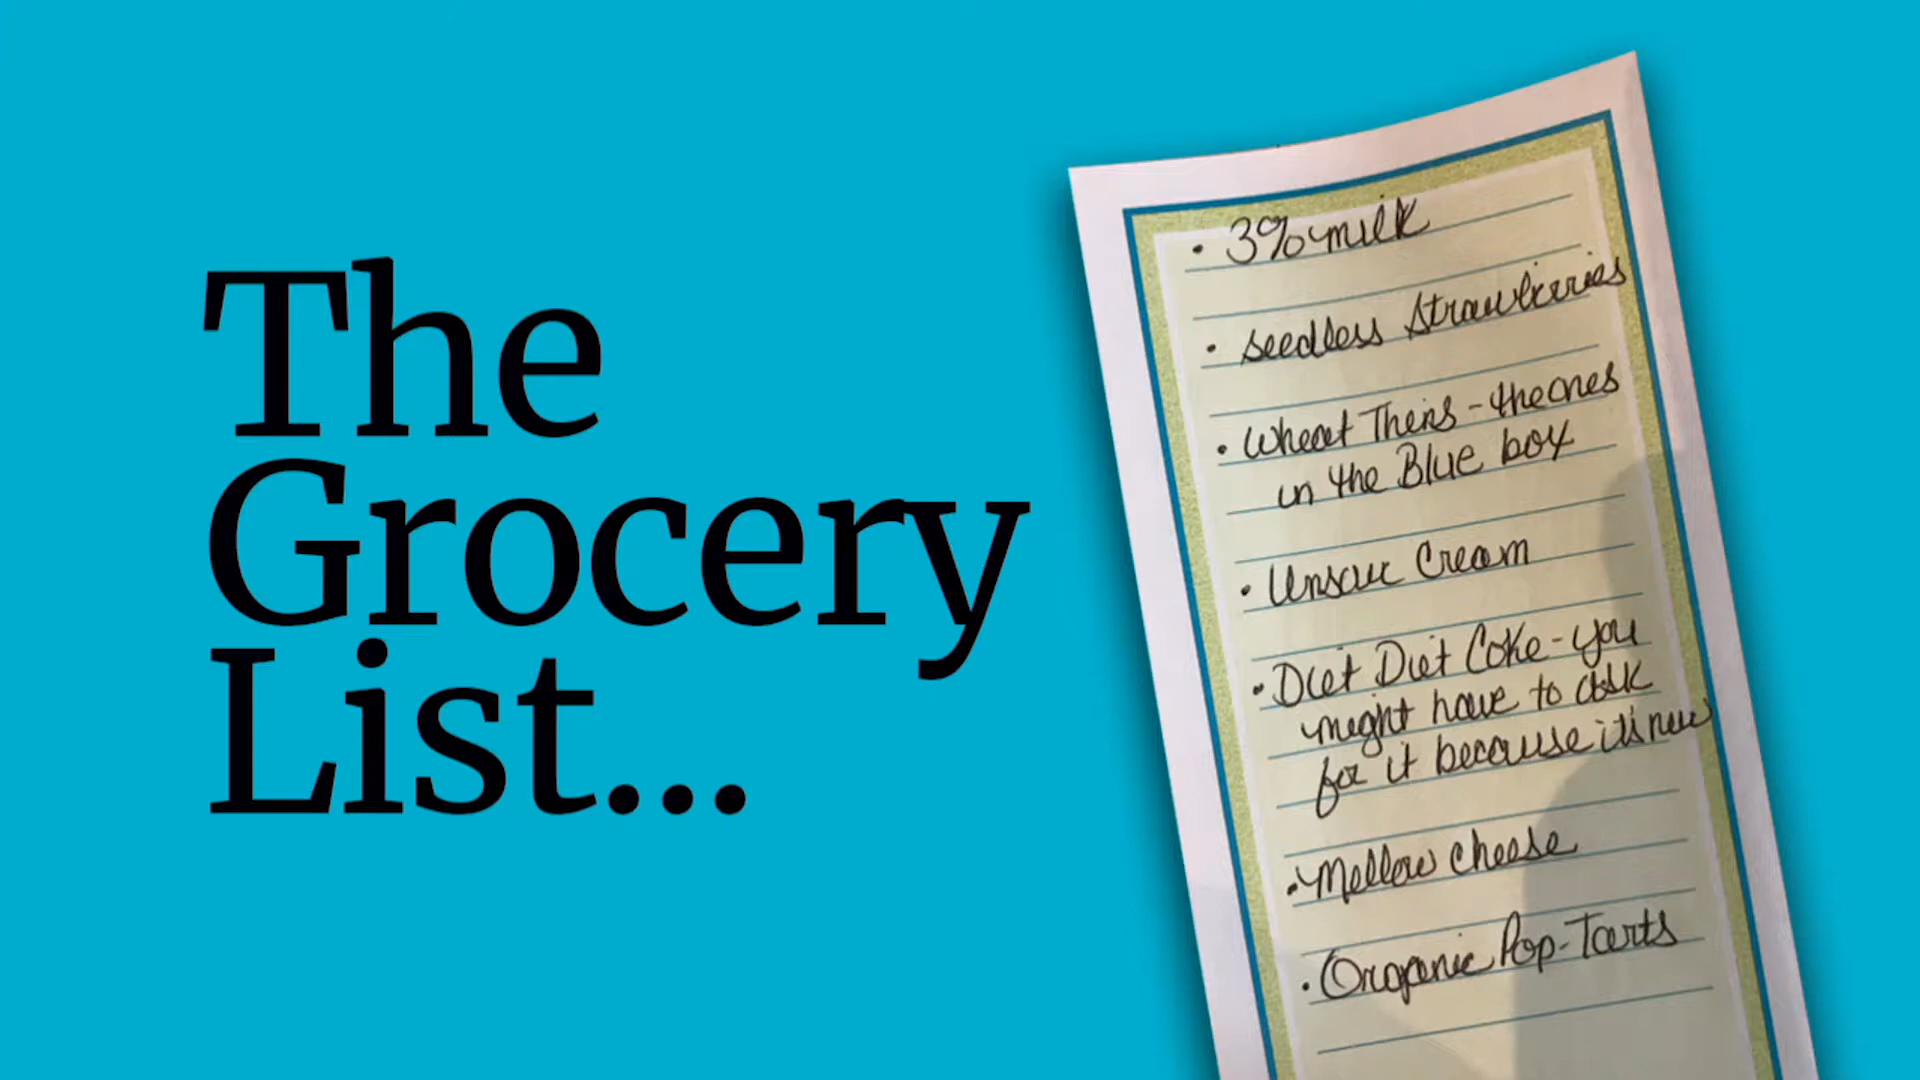 The
Grocery
List...
• 3% milk
• seedless strawberries
• Wheat Thins - the ones
in the Blue box
• Unsour Cream
• Diet Diet Coke - you
might have to ask
for it because it's new
• Mellow cheese
• Organic Pop-Tarts